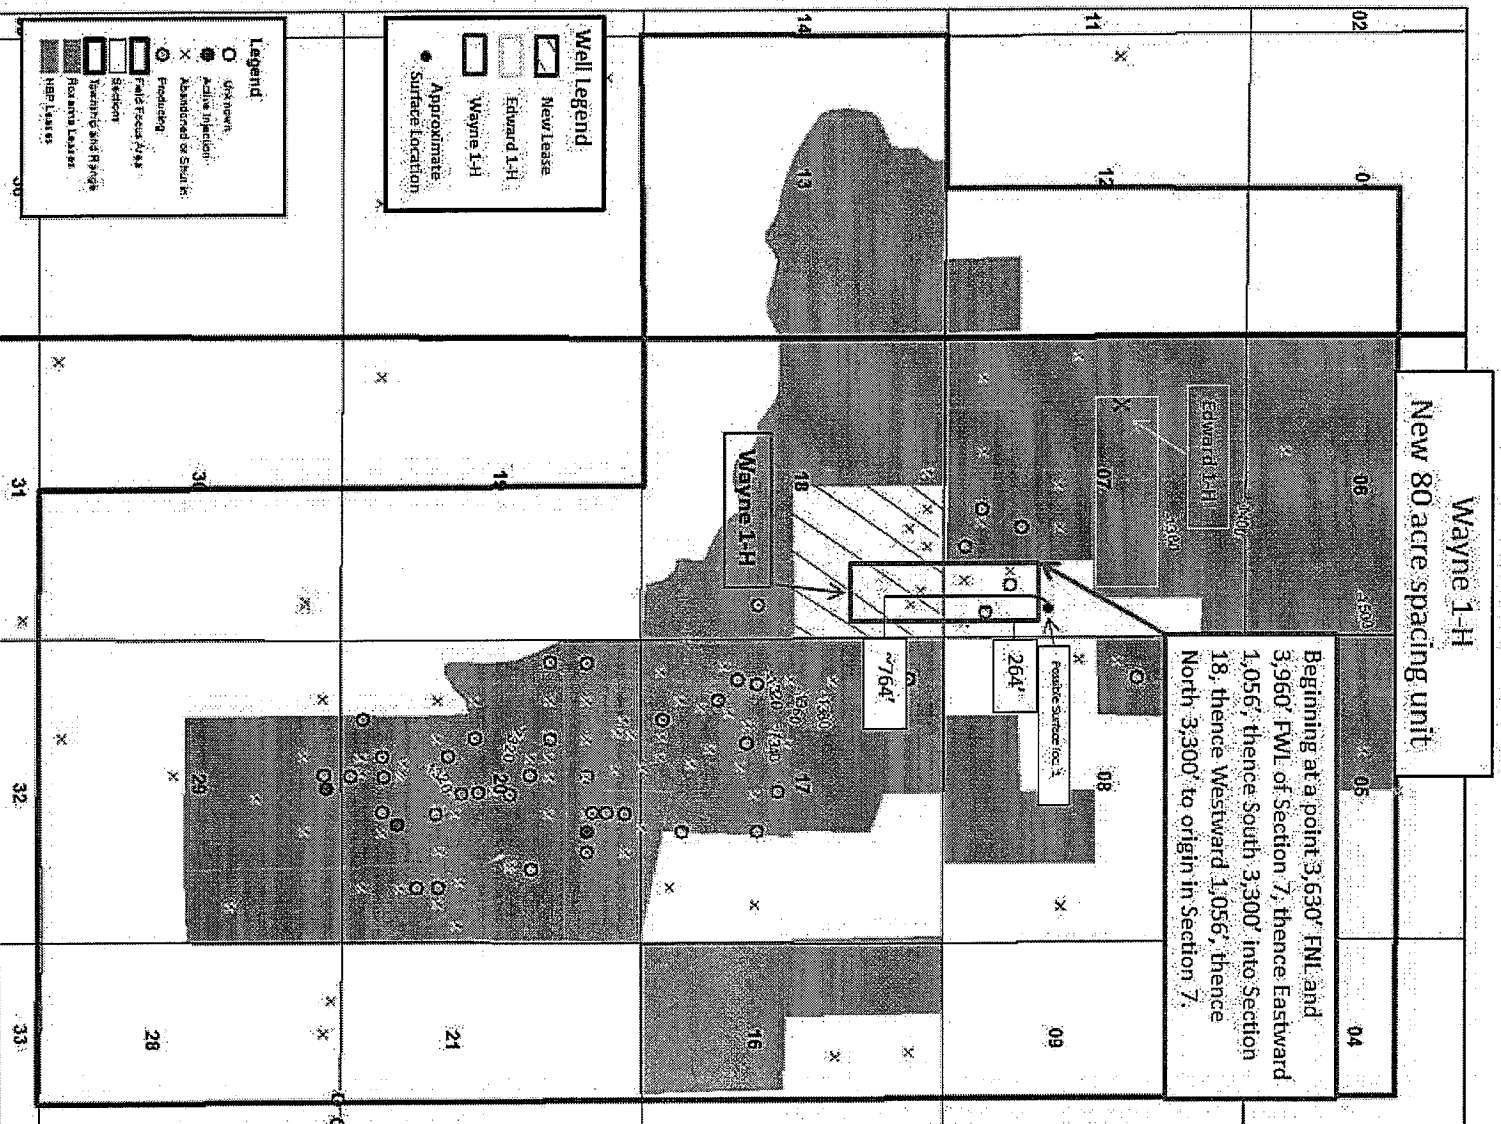 Wayne 1-H
New 80 acre spacing unit
Beginning at a point 3,630' FNL and
3,960' FWL of Section 7, thence Eastward
1,056', thence South 3,300' into Section
18, thence Westward 1,056', thence
North 3,300' to origin in Section 7.
02
11
14
01
12
13
06
07
18
19
30
31
05
08
17
20
29
32
04
09
16
21
28
33
Edward 1-H
Wayne 1-H
264'
~764'
Well Legend
New Lease
Edward 1-H
Wayne 1-H
Approximate
Surface Location
Legend
Unknown
Active Injection
Abandoned or Shut in
Producing
Field Focus Area
Sections
Township and Range
Roxanna Leases
HBP Leases